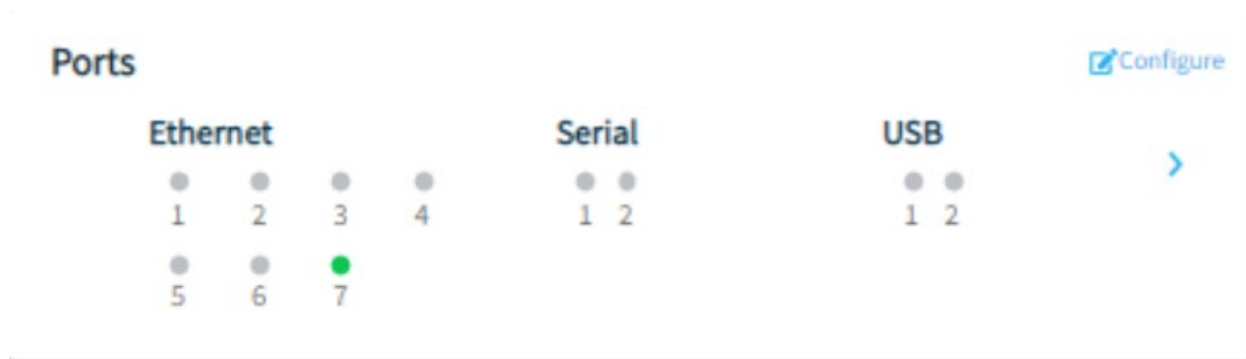 Ports
Configure
Ethernet Serial USB
1 2 3 4 1 2 1 2
5 6 7